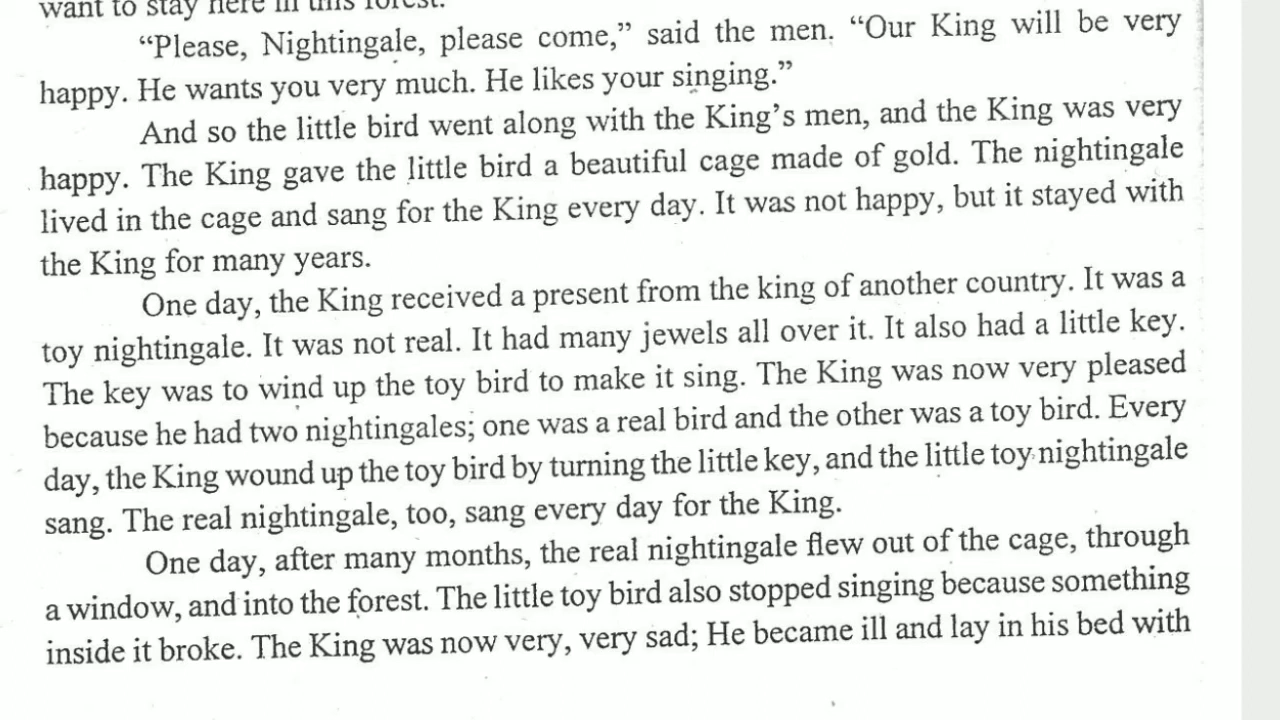 want to stay here in this forest.
“Please, Nightingale, please come,” said the men. “Our King will be very
happy. He wants you very much. He likes your singing.”
And so the little bird went along with the King’s men, and the King was very
happy. The King gave the little bird a beautiful cage made of gold. The nightingale
lived in the cage and sang for the King every day. It was not happy, but it stayed with
the King for many years.
One day, the King received a present from the king of another country. It was a
toy nightingale. It was not real. It had many jewels all over it. It also had a little key.
The key was to wind up the toy bird to make it sing. The King was now very pleased
because he had two nightingales; one was a real bird and the other was a toy bird. Every
day, the King wound up the toy bird by turning the little key, and the little toy nightingale
sang. The real nightingale, too, sang every day for the King.
One day, after many months, the real nightingale flew out of the cage, through
a window, and into the forest. The little toy bird also stopped singing because something
inside it broke. The King was now very, very sad; He became ill and lay in his bed with